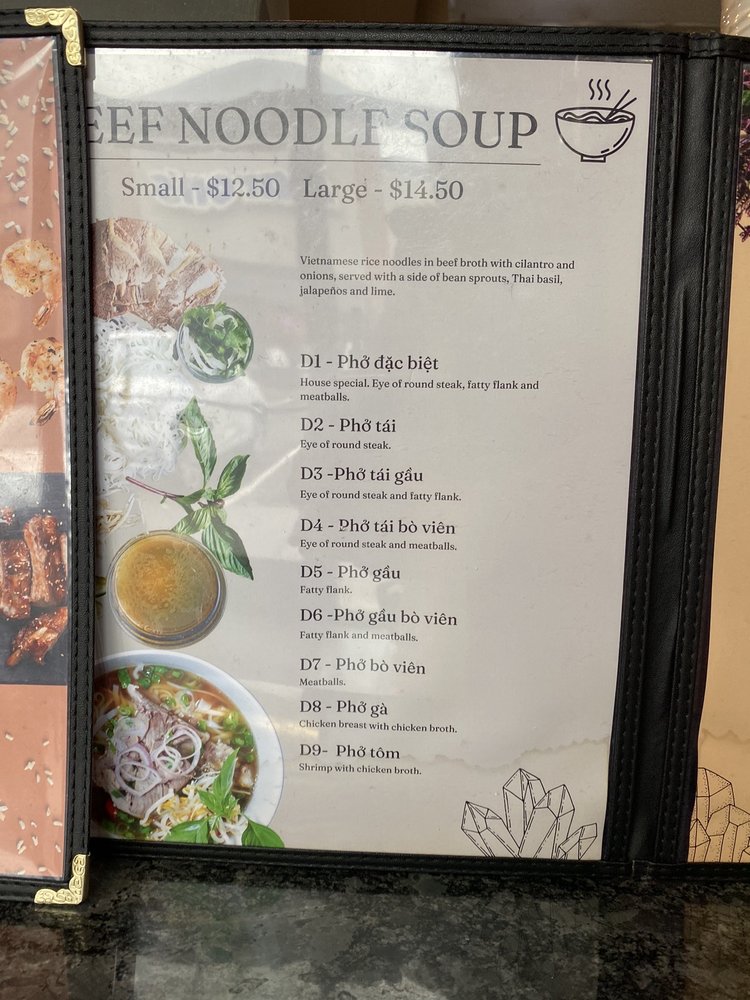 EEF NOODLE SOUP
Small - $12.50 Large - $14.50
Vietnamese rice noodles in beef broth with cilantro and
onions, served with a side of bean sprouts, Thai basil,
jalapeños and lime.
D1 - Phở đặc biệt
House special. Eye of round steak, fatty flank and
meatballs.
D2 - Phở tái
Eye of round steak.
D3 -Phở tái gầu
Eye of round steak and fatty flank.
D4 - Phở tái bò viên
Eye of round steak and meatballs.
D5 - Phở gầu
Fatty flank.
D6 -Phở gầu bò viên
Fatty flank and meatballs.
D7 - Phở bò viên
Meatballs.
D8 - Phở gà
Chicken breast with chicken broth.
D9- Phở tôm
Shrimp with chicken broth.